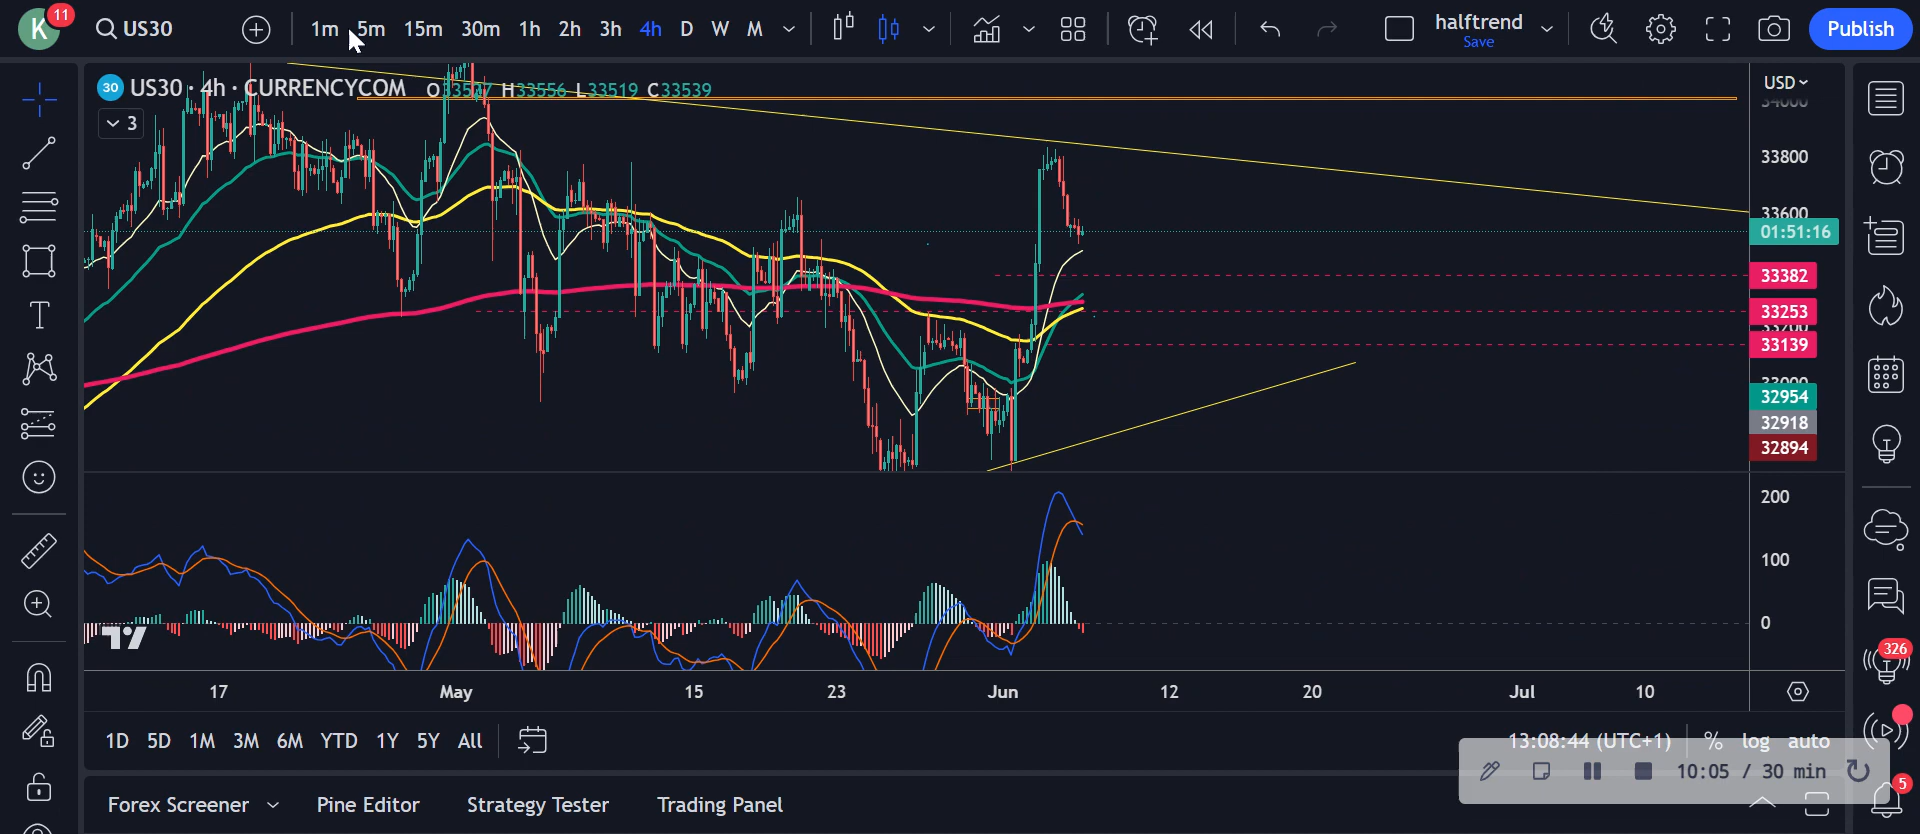 K 11 US30 1m 5m 15m 30m 1h 2h 3h 4h D W M halftrend Save Publish
30 US30 · 4h · CURRENCYCOM H33556 L33519 C33539
3
USD
33800
33600
01:51:16
33382
33253
33139
33000
32954
32918
32894
200
100
0
17 May 15 23 Jun 12 20 Jul 10
326
1D 5D 1M 3M 6M YTD 1Y 5Y All 13:08:44 (UTC+1) % log auto
10:05 / 30 min
5
Forex Screener Pine Editor Strategy Tester Trading Panel